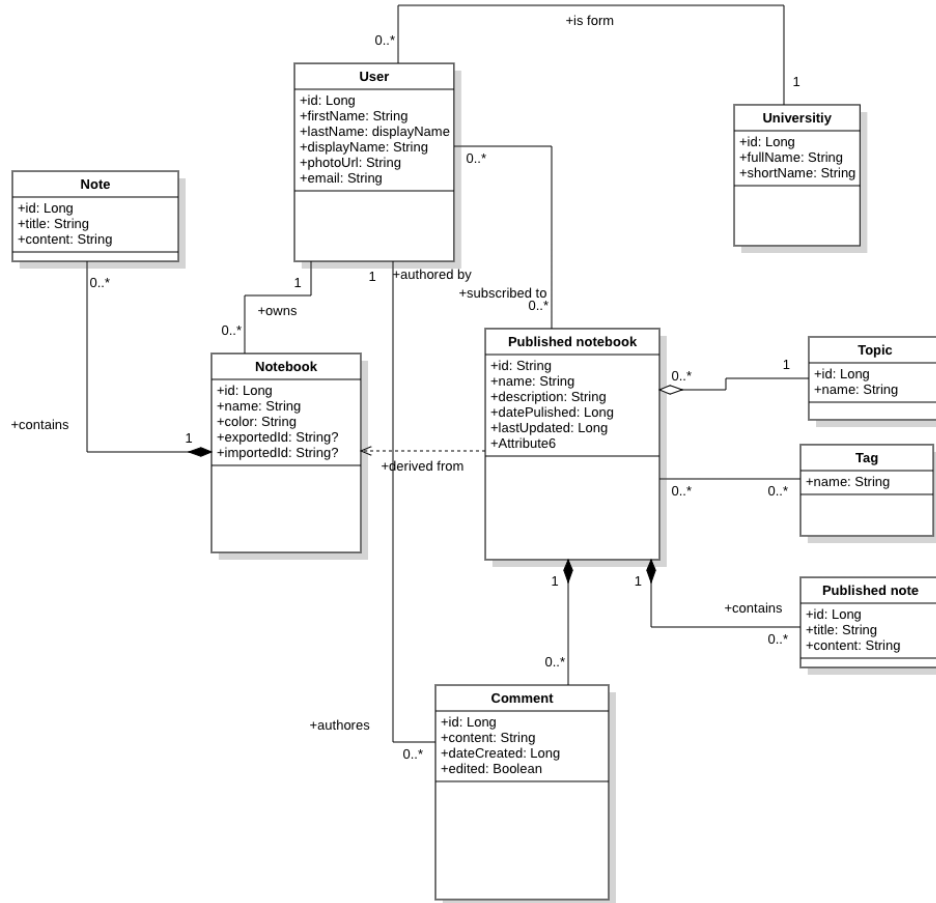 +is form
0..*
1
User
+id: Long
+firstName: String
+lastName: displayName
+displayName: String
+photoUrl: String
+email: String
Universitiy
+id: Long
+fullName: String
+shortName: String
0..*
Note
+id: Long
+title: String
+content: String
0..*
1
+owns
0..*
1
+authored by
+subscribed to
0..*
Notebook
+id: Long
+name: String
+color: String
+exportedId: String?
+importedId: String?
+contains
1
+derived from
Published notebook
+id: String
+name: String
+description: String
+datePulished: Long
+lastUpdated: Long
+Attribute6
0..*
1
Topic
+id: Long
+name: String
0..*
0..*
Tag
+name: String
1
1
+contains
0..*
Published note
+id: Long
+title: String
+content: String
0..*
+authores
0..*
Comment
+id: Long
+content: String
+dateCreated: Long
+edited: Boolean